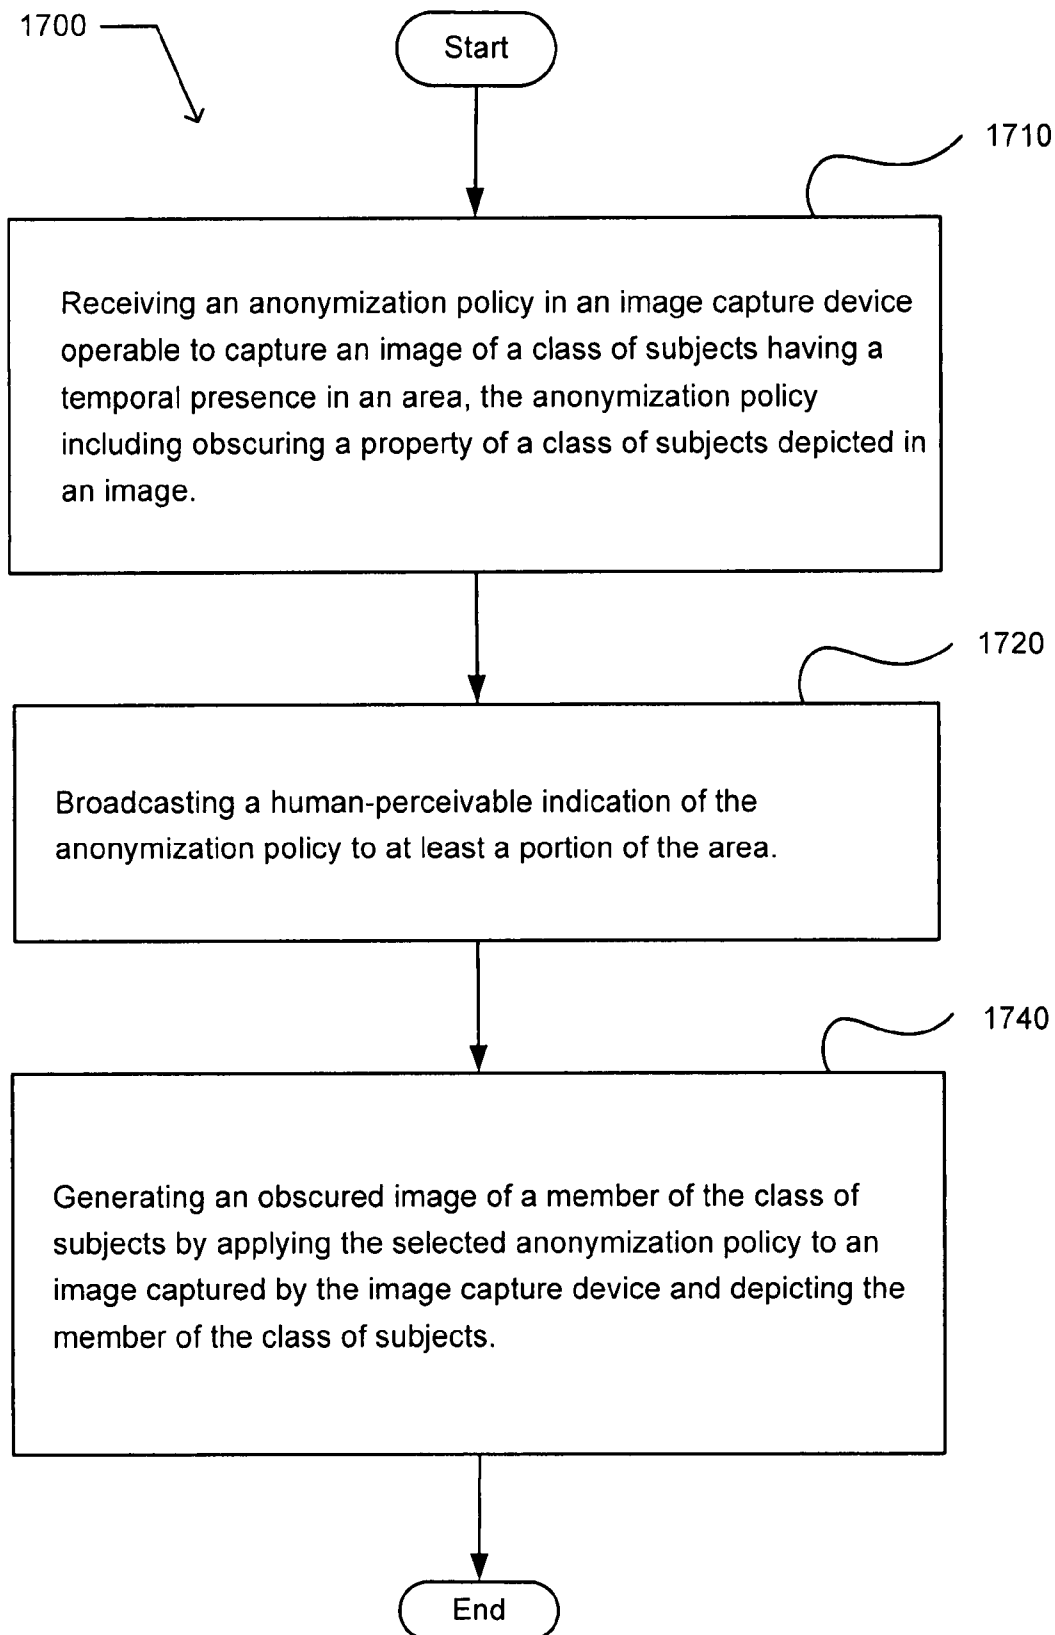 1700
Start
1710
Receiving an anonymization policy in an image capture device
operable to capture an image of a class of subjects having a
temporal presence in an area, the anonymization policy
including obscuring a property of a class of subjects depicted in
an image.
1720
Broadcasting a human-perceivable indication of the
anonymization policy to at least a portion of the area.
1740
Generating an obscured image of a member of the class of
subjects by applying the selected anonymization policy to an
image captured by the image capture device and depicting the
member of the class of subjects.
End